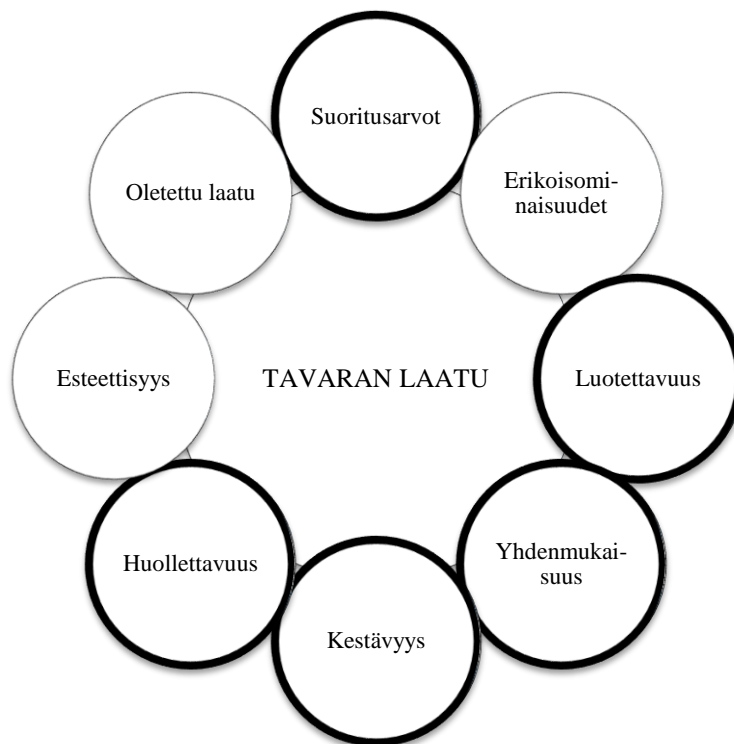 Suoritusarvot
Oletettu laatu
Erikoisomi-
naisuudet
Esteettisyys
TAVARAN LAATU
Luotettavuus
Huollettavuus
Yhdenmukai-
suus
Kestävyys